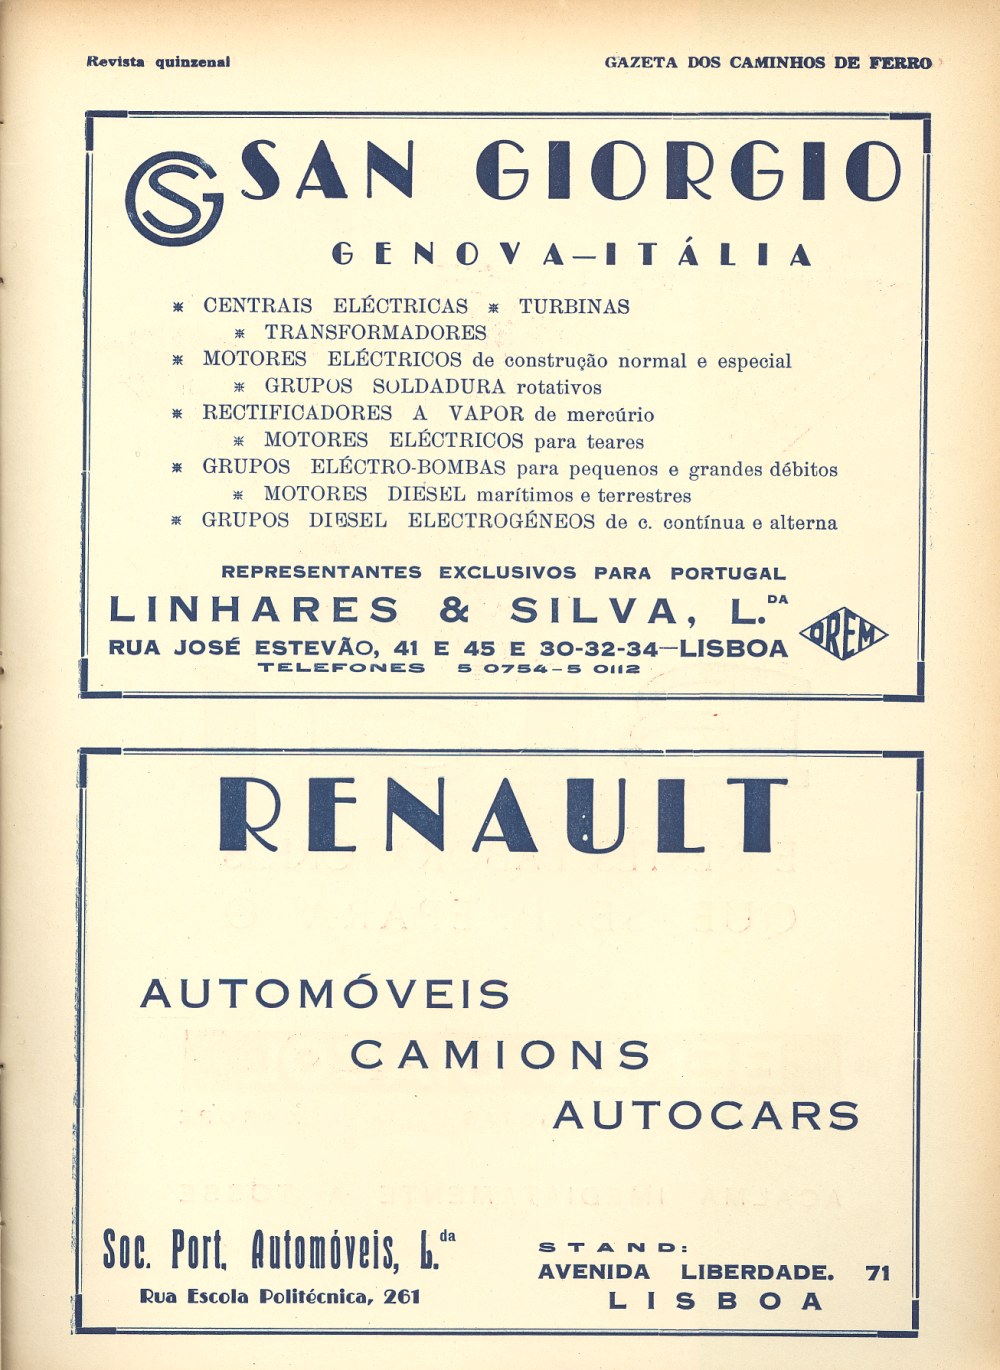 Revista quinzenal GAZETA DOS CAMINHOS DE FERRO
SAN GIORGIO
GENOVA—ITÁLIA
⁕ CENTRAIS ELÉCTRICAS ⁕ TURBINAS
⁕ TRANSFORMADORES
⁕ MOTORES ELÉCTRICOS de construção normal e especial
⁕ GRUPOS SOLDADURA rotativos
⁕ RECTIFICADORES A VAPOR de mercúrio
⁕ MOTORES ELÉCTRICOS para teares
⁕ GRUPOS ELÉCTRO-BOMBAS para pequenos e grandes débitos
⁕ MOTORES DIESEL marítimos e terrestres
⁕ GRUPOS DIESEL ELECTROGÉNEOS de c. contínua e alterna
REPRESENTANTES EXCLUSIVOS PARA PORTUGAL
LINHARES & SILVA, L.DA
RUA JOSÉ ESTEVÃO, 41 E 45 E 30-32-34—LISBOA
OREM
TELEFONES 5 0754-5 0112
RENAULT
AUTOMÓVEIS
CAMIONS
AUTOCARS
Soc. Port. Automóveis, L.da
Rua Escola Politécnica, 261
STAND:
AVENIDA LIBERDADE. 71
LISBOA